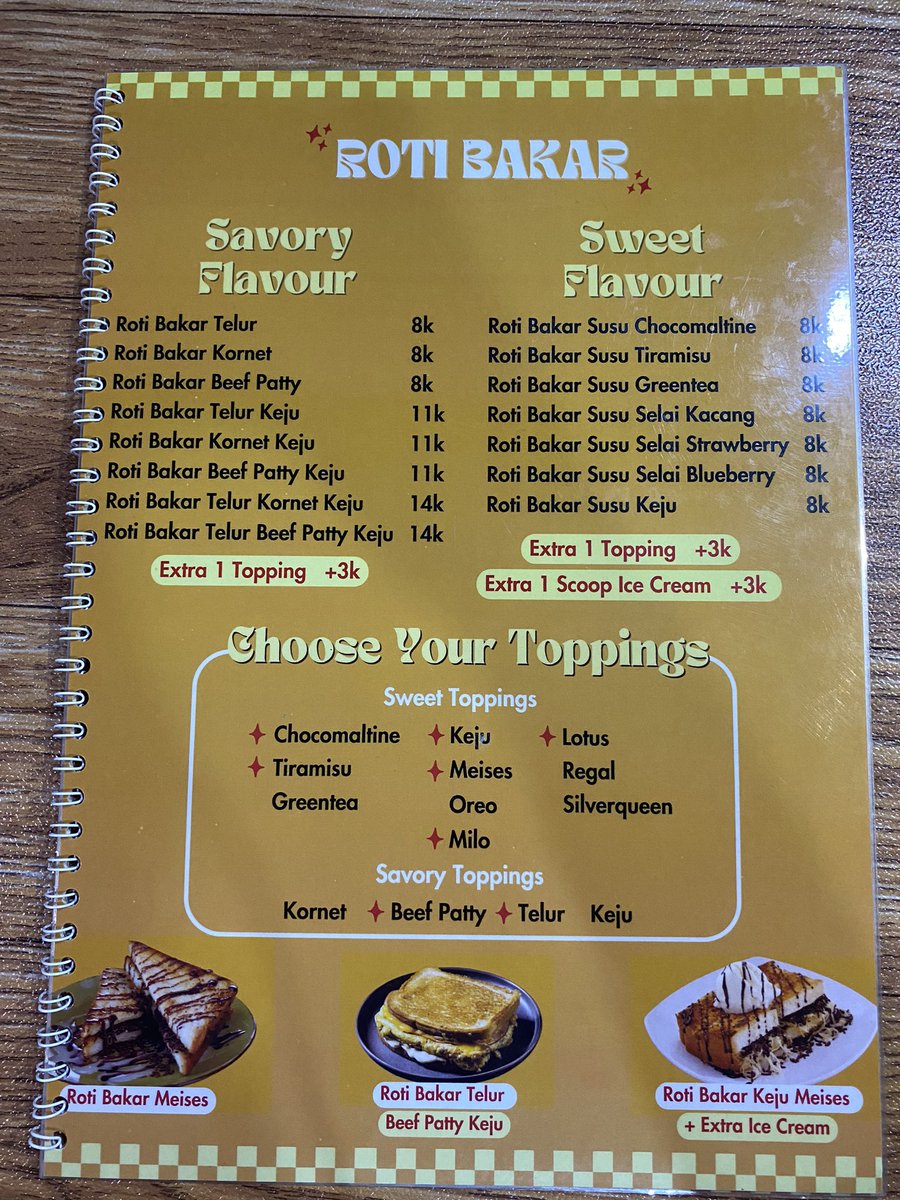 ROTI BAKAR
Savory
Flavour
Roti Bakar Telur 8k
Roti Bakar Kornet 8k
Roti Bakar Beef Patty 8k
Roti Bakar Telur Keju 11k
Roti Bakar Kornet Keju 11k
Roti Bakar Beef Patty Keju 11k
Roti Bakar Telur Kornet Keju 14k
Roti Bakar Telur Beef Patty Keju 14k
Extra 1 Topping +3k
Sweet
Flavour
Roti Bakar Susu Chocomaltine 8k
Roti Bakar Susu Tiramisu 8k
Roti Bakar Susu Greentea 8k
Roti Bakar Susu Selai Kacang 8k
Roti Bakar Susu Selai Strawberry 8k
Roti Bakar Susu Selai Blueberry 8k
Roti Bakar Susu Keju 8k
Extra 1 Topping +3k
Extra 1 Scoop Ice Cream +3k
Choose Your Toppings
Sweet Toppings
Chocomaltine Keju Lotus
Tiramisu Meises Regal
Greentea Oreo Silverqueen
Milo
Savory Toppings
Kornet Beef Patty Telur Keju
Roti Bakar Meises
Roti Bakar Telur
Beef Patty Keju
Roti Bakar Keju Meises
+ Extra Ice Cream